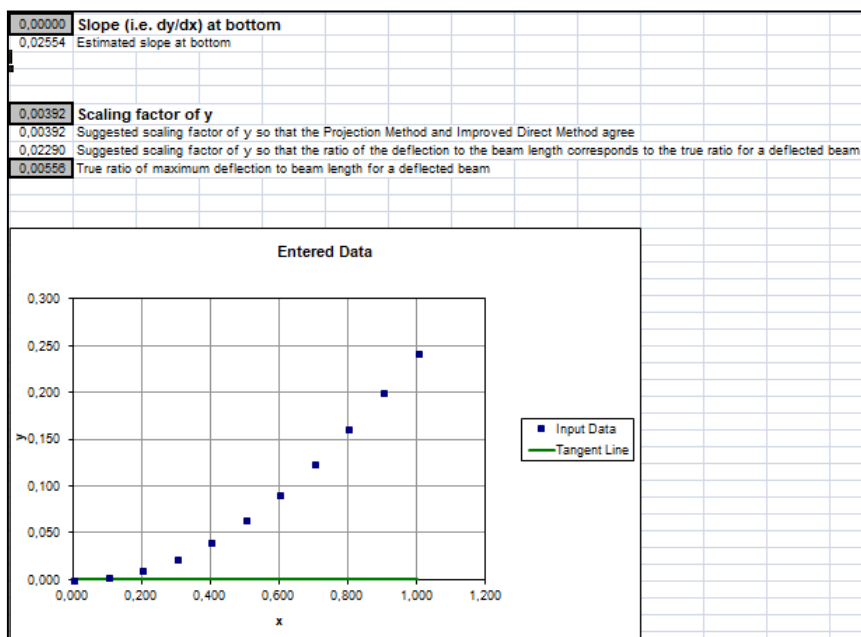 0,00000 Slope (i.e. dy/dx) at bottom
0,02554 Estimated slope at bottom
0,00392 Scaling factor of y
0,00392 Suggested scaling factor of y so that the Projection Method and Improved Direct Method agree
0,02290 Suggested scaling factor of y so that the ratio of the deflection to the beam length corresponds to the true ratio for a deflected beam
0,00556 True ratio of maximum deflection to beam length for a deflected beam
Entered Data
0,300
0,250
0,200
0,150
0,100
0,050
0,000
y
0,000 0,200 0,400 0,600 0,800 1,000 1,200
x
Input Data
Tangent Line